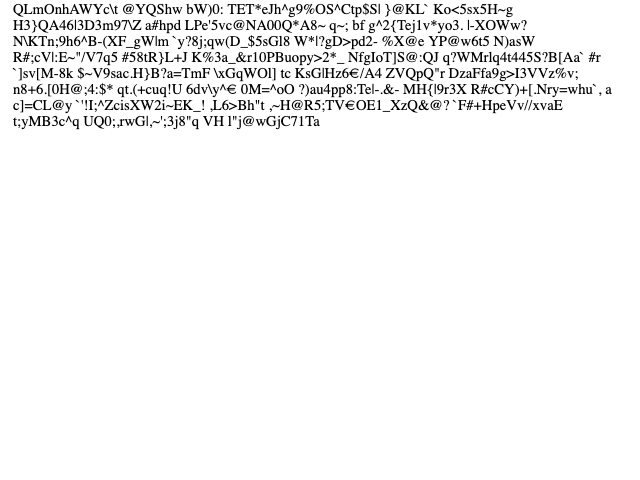 QLmOnhAWYc\t @YQShw bW)0: TET*eJh^g9%OS^Ctp$S| }@KL` Ko<5sx5H~g
H3}QA46|3D3m97\Z a#hpd LPe'5vc@NA00Q*A8~ q~; bf g^2{Tej1v*yo3. |-XOWw?
N\KTn;9h6^B-(XF_gW|m `y?8j;qw(D_$5sGl8 W*|?gD>pd2- %X@e YP@w6t5 N)asW
R#;cV|:E~"/V7q5 #58tR}L+J K%3a_&r10PBuopy>2*_ NfgIoT]S@:QJ q?WMrlq4t445S?B[Aa` #r
`]sv[M-8k $~V9sac.H}B?a=TmF \xGqWOl] tc KsG|Hz6€/A4 ZVQpQ"r DzaFfa9g>I3VVz%v;
n8+6.[0H@;4:$* qt.(+cuq!U 6dv\y^€ 0M=^oO ?)au4pp8:Te|-.&- MH{|9r3X R#cCY)+[.Nry=whu`, a
c]=CL@y `'!I;^ZcisXW2i~EK_! ,L6>Bh"t ,~H@R5;TV€OE1_XzQ&@?`F#+HpeVv//xvaE
t;yMB3c^q UQ0;,rwG|,~';3j8"q VH l"j@wGjC71Ta